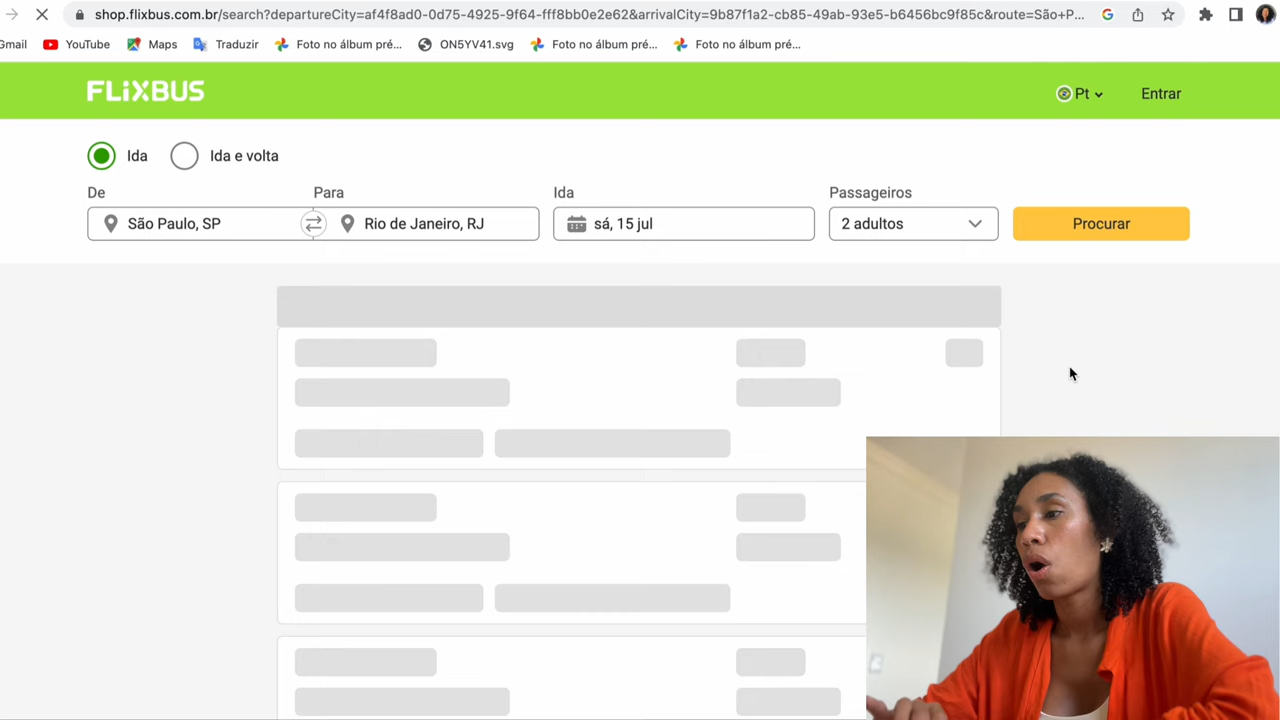 shop.flixbus.com.br/search?departureCity=af4f8ad0-0d75-4925-9f64-fff8bb0e2e62&arrivalCity=9b87f1a2-cb85-49ab-93e5-b6456bc9f85c&route=São+P...
Gmail YouTube Maps Traduzir Foto no álbum pré... ON5YV41.svg Foto no álbum pré... Foto no álbum pré...
FLiXBUS Pt Entrar
Ida Ida e volta
De Para Ida Passageiros
São Paulo, SP Rio de Janeiro, RJ sá, 15 jul 2 adultos Procurar